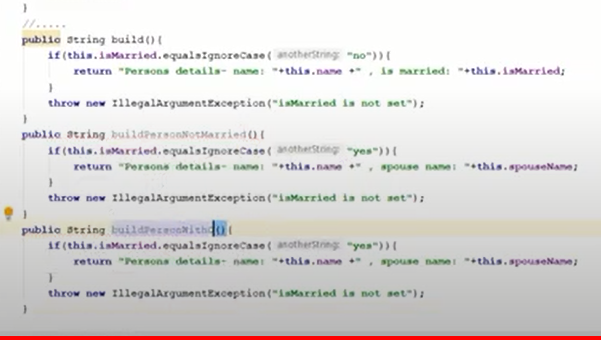 }
//.....
public String build(){
if(this.isMarried.equalsIgnoreCase( anotherString: "no")){
return "Persons details- name: "+this.name +" , is married: "+this.isMarried;
}
throw new IllegalArgumentException("isMarried is not set");
}
public String buildPersonNotMarried(){
if(this.isMarried.equalsIgnoreCase( anotherString: "yes")){
return "Persons details- name: "+this.name +" , spouse name: "+this.spouseName;
}
throw new IllegalArgumentException("isMarried is not set");
}
public String buildPersonWithC(){
if(this.isMarried.equalsIgnoreCase( anotherString: "yes")){
return "Persons details- name: "+this.name +" , spouse name: "+this.spouseName;
}
throw new IllegalArgumentException("isMarried is not set");
}